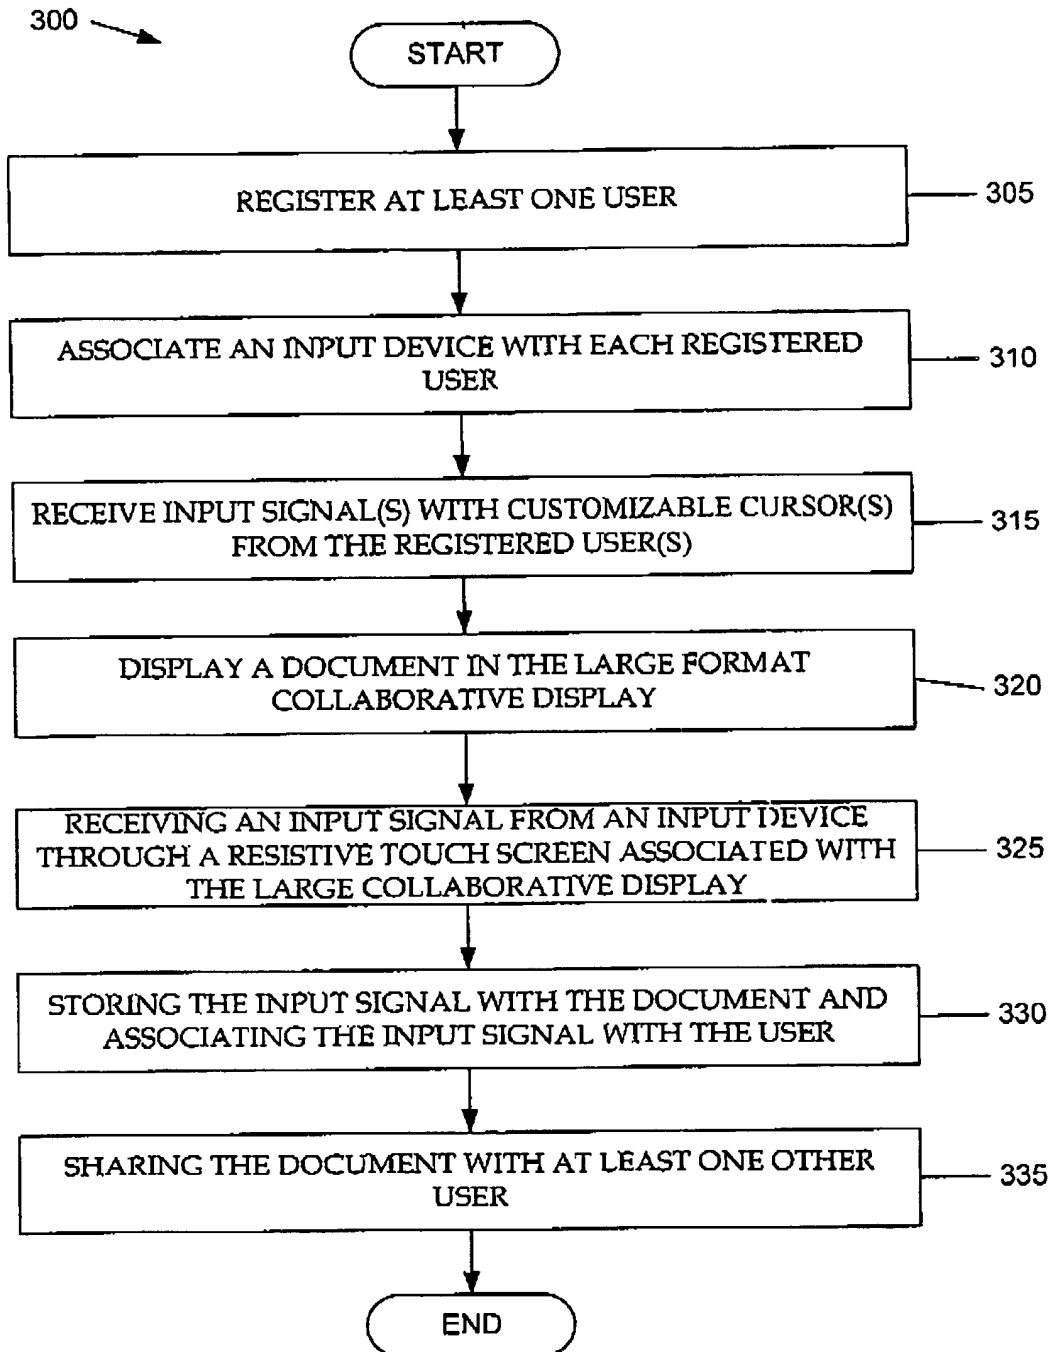 300
START
REGISTER AT LEAST ONE USER
305
ASSOCIATE AN INPUT DEVICE WITH EACH REGISTERED
USER
310
RECEIVE INPUT SIGNAL(S) WITH CUSTOMIZABLE CURSOR(S)
FROM THE REGISTERED USER(S)
315
DISPLAY A DOCUMENT IN THE LARGE FORMAT
COLLABORATIVE DISPLAY
320
RECEIVING AN INPUT SIGNAL FROM AN INPUT DEVICE
THROUGH A RESISTIVE TOUCH SCREEN ASSOCIATED WITH
THE LARGE COLLABORATIVE DISPLAY
325
STORING THE INPUT SIGNAL WITH THE DOCUMENT AND
ASSOCIATING THE INPUT SIGNAL WITH THE USER
330
SHARING THE DOCUMENT WITH AT LEAST ONE OTHER
USER
335
END